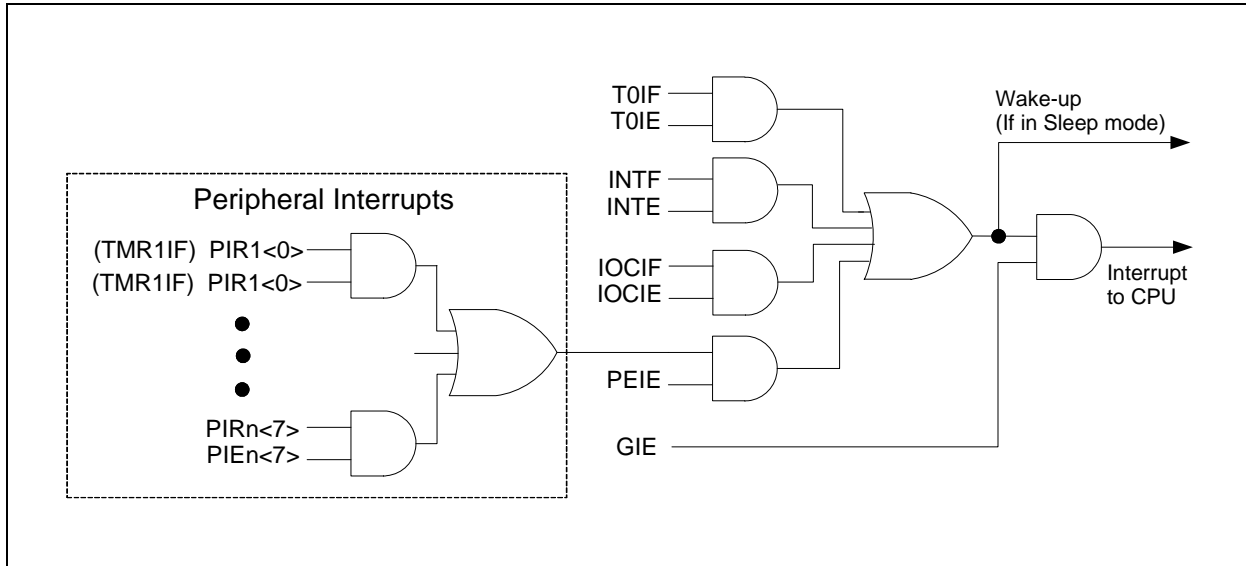 T0IF
T0IE
Wake-up
(If in Sleep mode)
INTF
INTE
Peripheral Interrupts
(TMR1IF) PIR1<0>
(TMR1IF) PIR1<0>
IOCIF
IOCIE
Interrupt
to CPU
PEIE
PIRn<7>
PIEn<7>
GIE